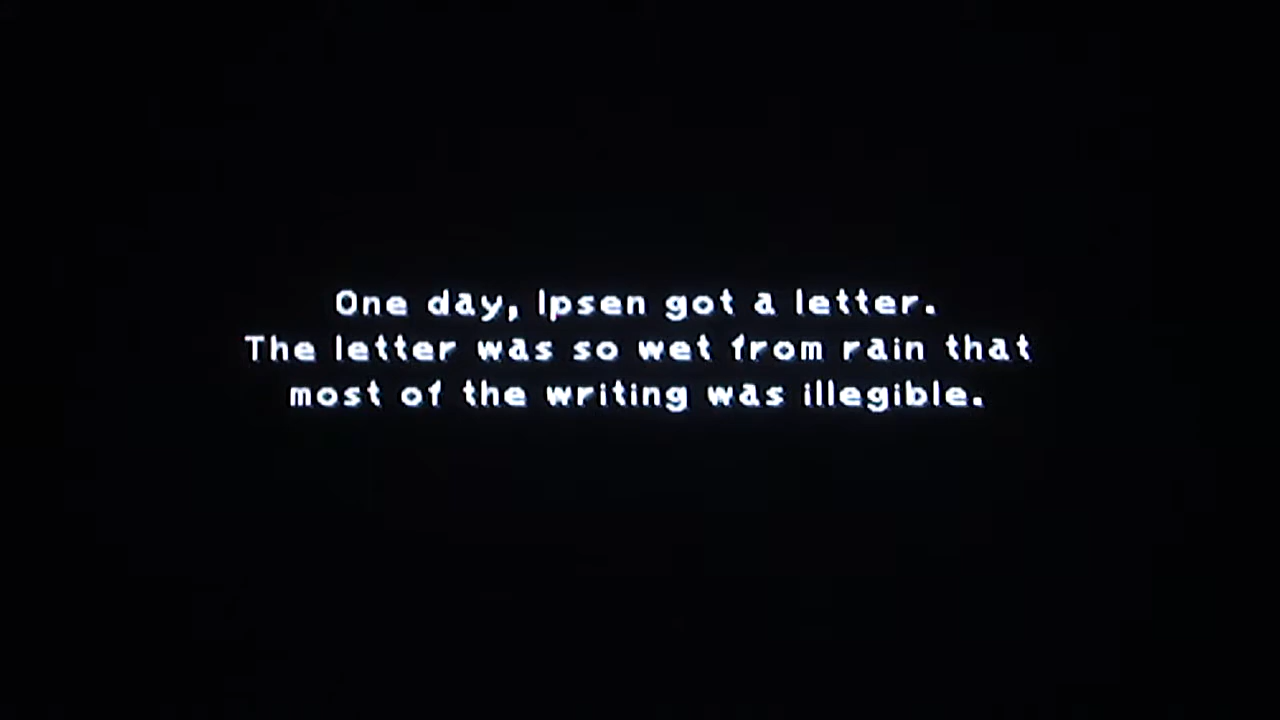 One day, Ipsen got a letter.
The letter was so wet from rain that
most of the writing was illegible.